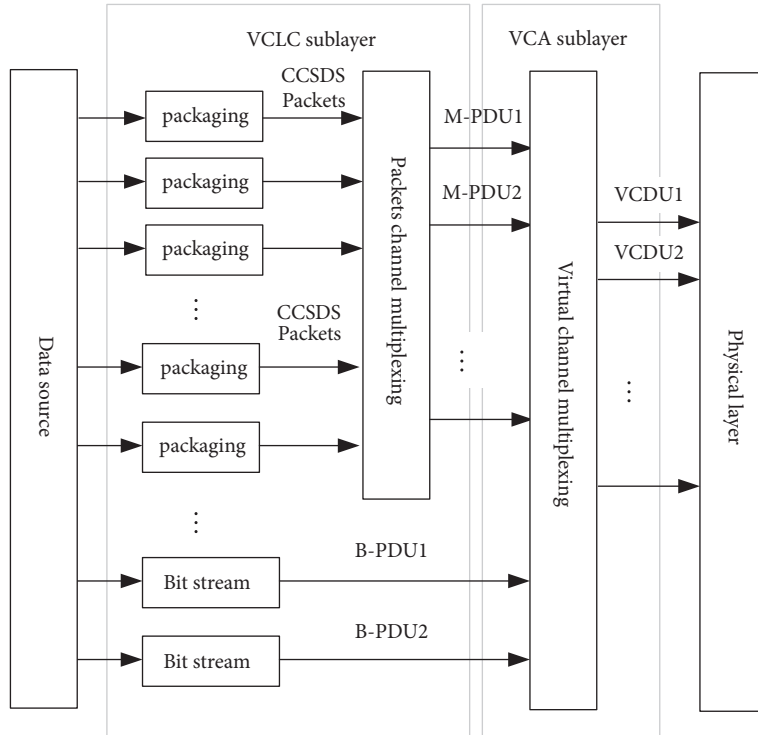 VCLC sublayer
VCA sublayer
CCSDS
Packets
packaging
packaging
packaging
⋮
CCSDS
Packets
packaging
packaging
⋮
Bit stream
Bit stream
Data source
Packets channel multiplexing
M-PDU1
M-PDU2
⋮
B-PDU1
B-PDU2
Virtual channel multiplexing
VCDU1
VCDU2
⋮
Physical layer